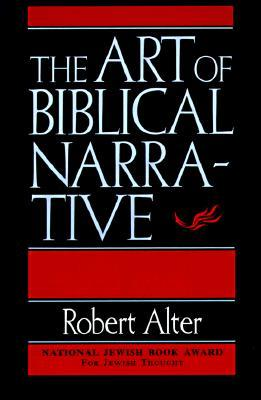 THE ART OF
BIBLICAL
NARRA-
TIVE
Robert Alter
NATIONAL JEWISH BOOK AWARD
FOR JEWISH THOUGHT